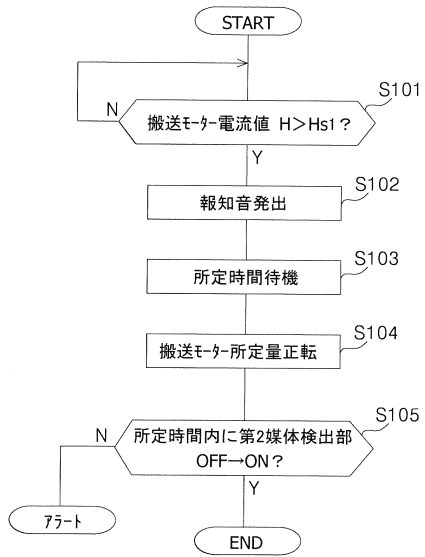 START
S101
N
搬送ﾓｰﾀｰ電流値 H＞Hs1？
Y
S102
報知音発出
S103
所定時間待機
S104
搬送ﾓｰﾀｰ所定量正転
S105
N
所定時間内に第2媒体検出部
OFF→ON？
Y
ｱﾗｰﾄ
END